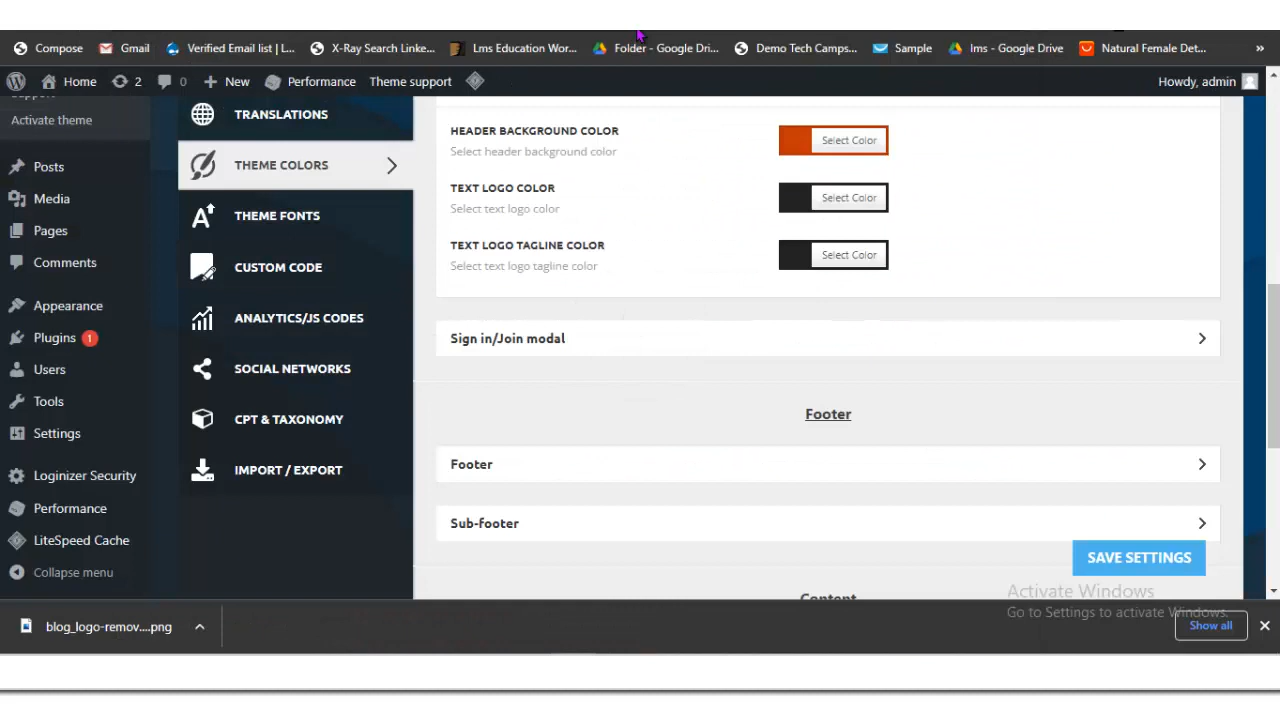 Compose Gmail Verified Email list | L... X-Ray Search Linke... Lms Education Wor... Folder - Google Dri... Demo Tech Camps... Sample lms - Google Drive Natural Female Det... »
Home 2 0 New Performance Theme support Howdy, admin
Activate theme
Posts
Media
Pages
Comments
Appearance
Plugins 1
Users
Tools
Settings
Loginizer Security
Performance
LiteSpeed Cache
Collapse menu
TRANSLATIONS
THEME COLORS
THEME FONTS
CUSTOM CODE
ANALYTICS/JS CODES
SOCIAL NETWORKS
CPT & TAXONOMY
IMPORT / EXPORT
HEADER BACKGROUND COLOR
Select header background color
Select Color
TEXT LOGO COLOR
Select text logo color
Select Color
TEXT LOGO TAGLINE COLOR
Select text logo tagline color
Select Color
Sign in/Join modal
Footer
Footer
Sub-footer
SAVE SETTINGS
Content
Activate Windows
Go to Settings to activate Windows.
blog_logo-remov....png
Show all